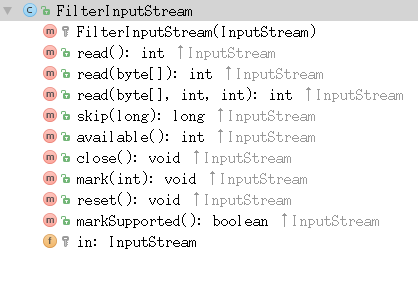 FilterInputStream
FilterInputStream(InputStream)
read(): int ↑InputStream
read(byte[]): int ↑InputStream
read(byte[], int, int): int ↑InputStream
skip(long): long ↑InputStream
available(): int ↑InputStream
close(): void ↑InputStream
mark(int): void ↑InputStream
reset(): void ↑InputStream
markSupported(): boolean ↑InputStream
in: InputStream